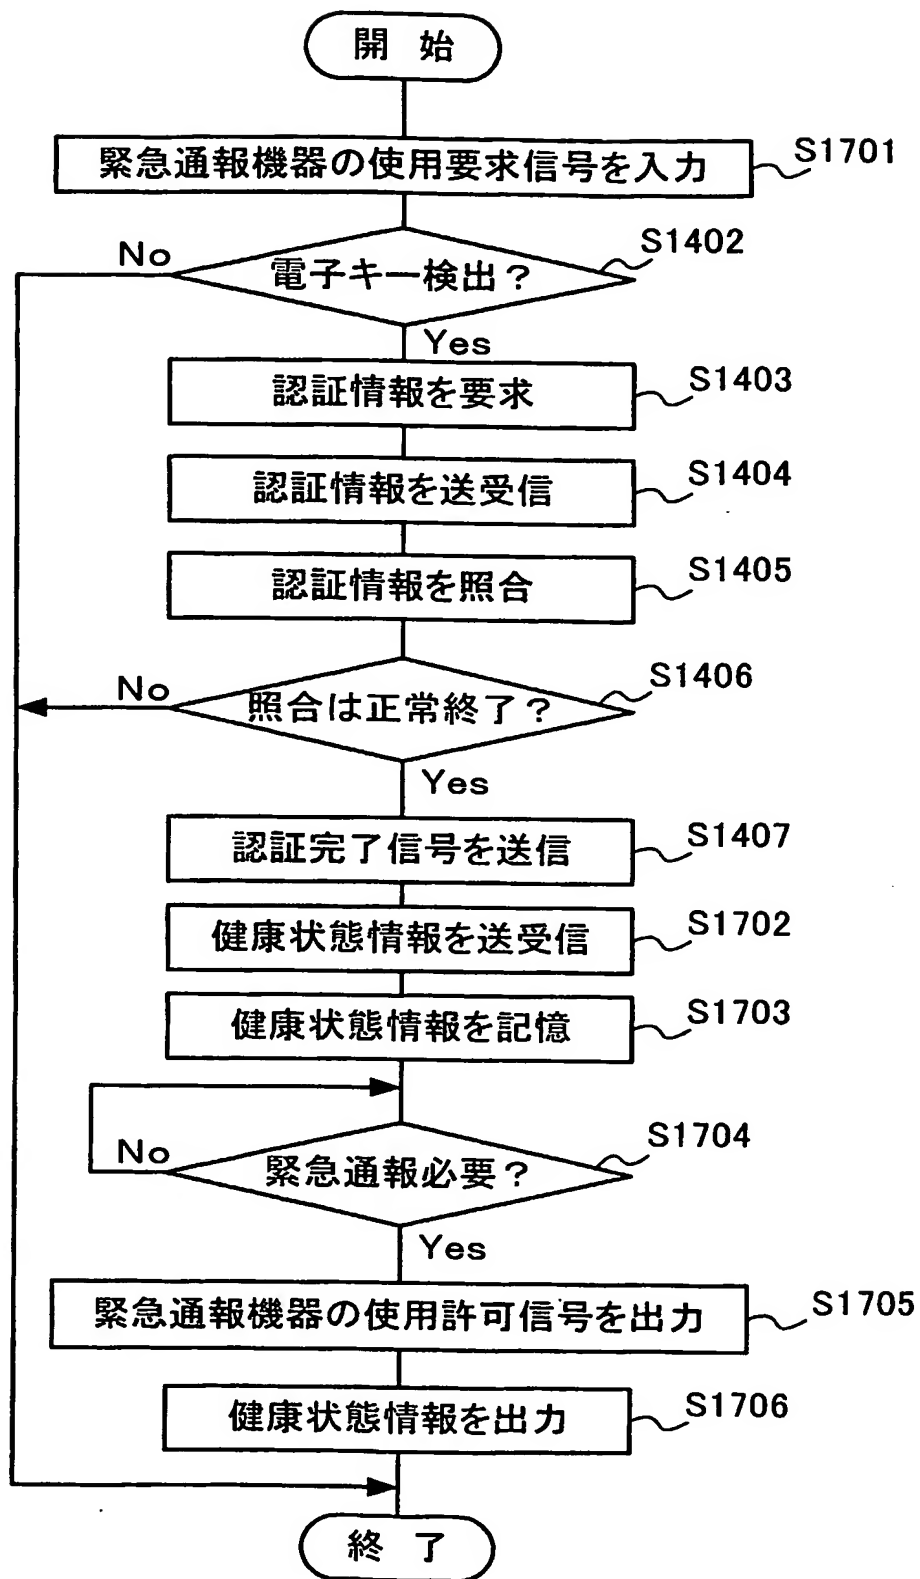 開 始
緊急通報機器の使用要求信号を入力
S1701
電子キー検出?
S1402
No
Yes
認証情報を要求
S1403
認証情報を送受信
S1404
認証情報を照合
S1405
照合は正常終了?
S1406
No
Yes
認証完了信号を送信
S1407
健康状態情報を送受信
S1702
健康状態情報を記憶
S1703
緊急通報必要?
S1704
No
Yes
緊急通報機器の使用許可信号を出力
S1705
健康状態情報を出力
S1706
終 了